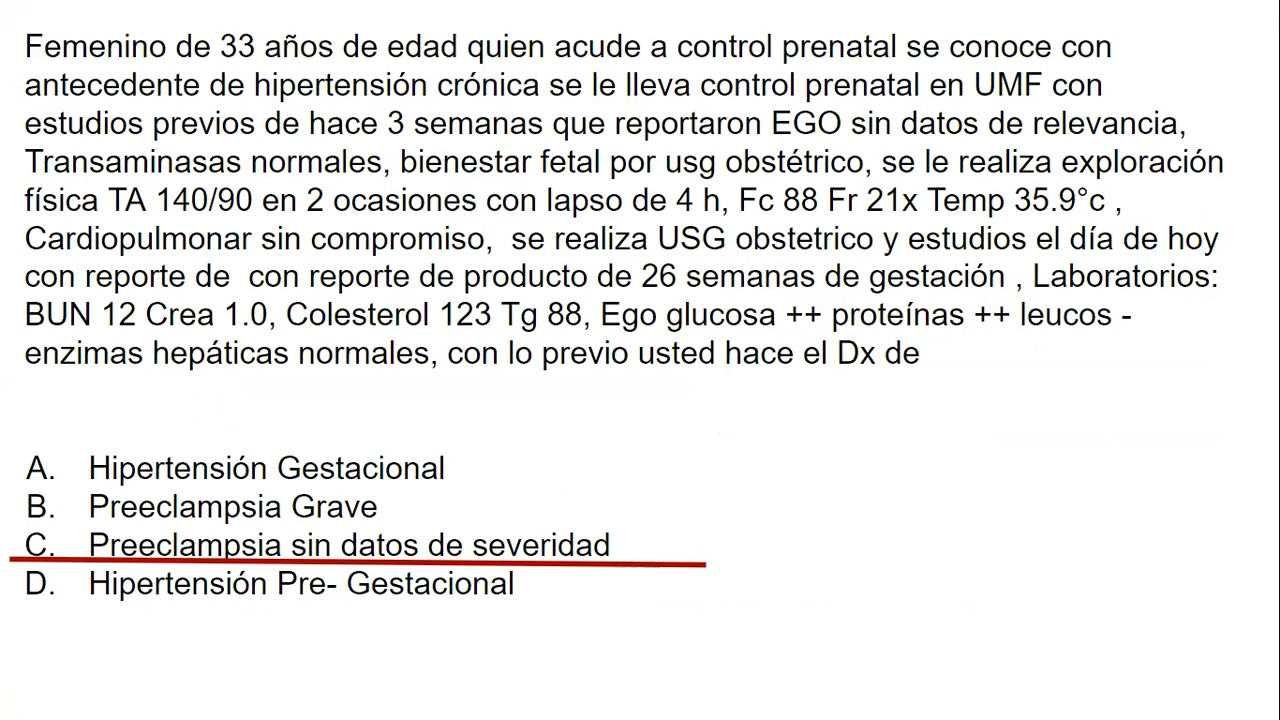 Femenino de 33 años de edad quien acude a control prenatal se conoce con
antecedente de hipertensión crónica se le lleva control prenatal en UMF con
estudios previos de hace 3 semanas que reportaron EGO sin datos de relevancia,
Transaminasas normales, bienestar fetal por usg obstétrico, se le realiza exploración
física TA 140/90 en 2 ocasiones con lapso de 4 h, Fc 88 Fr 21x Temp 35.9°c ,
Cardiopulmonar sin compromiso,  se realiza USG obstetrico y estudios el día de hoy
con reporte de  con reporte de producto de 26 semanas de gestación , Laboratorios:
BUN 12 Crea 1.0, Colesterol 123 Tg 88, Ego glucosa ++ proteínas ++ leucos -
enzimas hepáticas normales, con lo previo usted hace el Dx de
A. Hipertensión Gestacional
B. Preeclampsia Grave
C. Preeclampsia sin datos de severidad
D. Hipertensión Pre- Gestacional